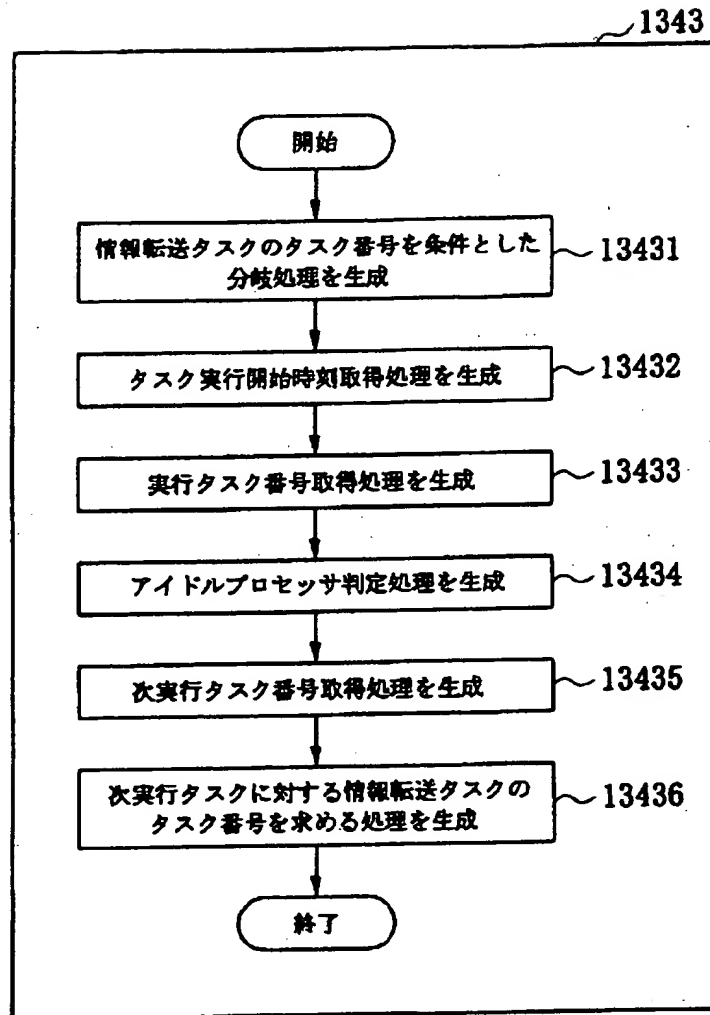 1343
開始
情報転送タスクのタスク番号を条件とした
分岐処理を生成
13431
タスク実行開始時刻取得処理を生成
13432
実行タスク番号取得処理を生成
13433
アイドルプロセッサ判定処理を生成
13434
次実行タスク番号取得処理を生成
13435
次実行タスクに対する情報転送タスクの
タスク番号を求める処理を生成
13436
終了